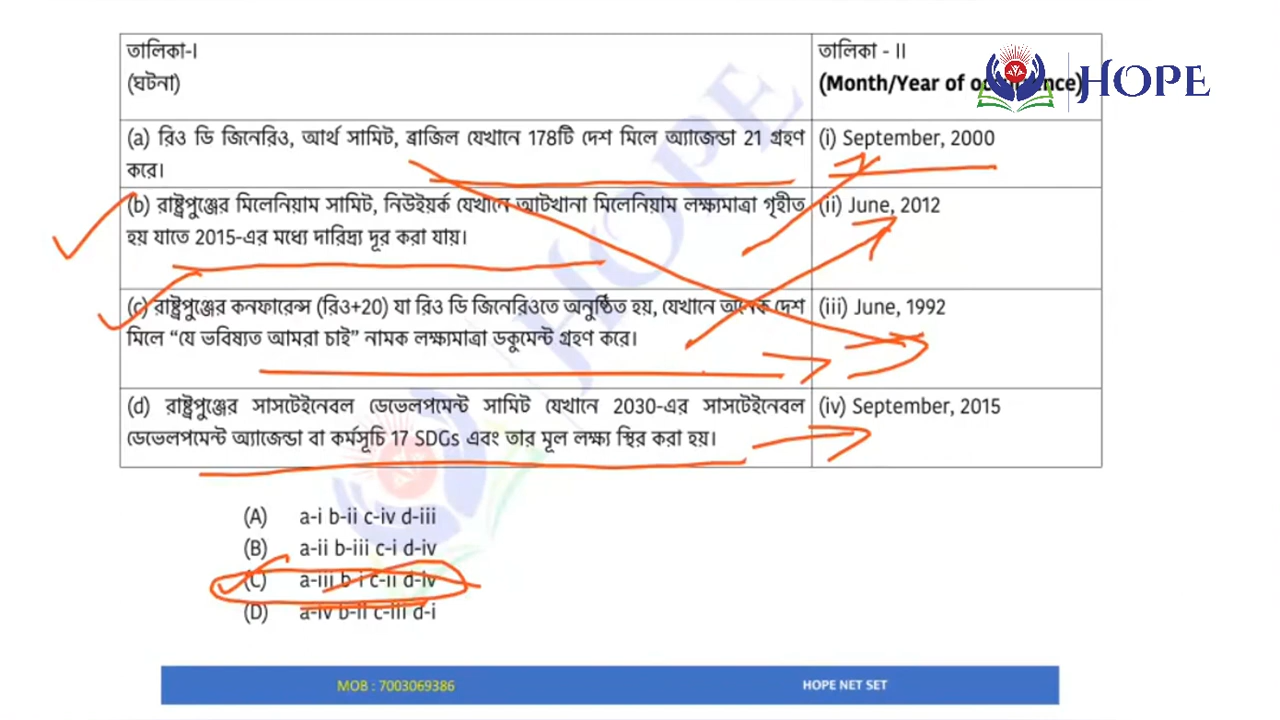 তালিকা-I
(ঘটনা)
তালিকা - II
(Month/Year of occurrence)
HOPE
(a) রিও ডি জিনেরিও, আর্থ সামিট, ব্রাজিল যেখানে 178টি দেশ মিলে অ্যাজেন্ডা 21 গ্রহণ
করে।
(i) September, 2000
(b) রাষ্ট্রপুঞ্জের মিলেনিয়াম সামিট, নিউইয়র্ক যেখানে আটখানা মিলেনিয়াম লক্ষ্যমাত্রা গৃহীত
হয় যাতে 2015-এর মধ্যে দারিদ্র্য দূর করা যায়।
(ii) June, 2012
(c) রাষ্ট্রপুঞ্জের কনফারেন্স (রিও+20) যা রিও ডি জিনেরিওতে অনুষ্ঠিত হয়, যেখানে অনেক দেশ
মিলে “যে ভবিষ্যত আমরা চাই” নামক লক্ষ্যমাত্রা ডকুমেন্ট গ্রহণ করে।
(iii) June, 1992
(d) রাষ্ট্রপুঞ্জের সাসটেইনেবল ডেভেলপমেন্ট সামিট যেখানে 2030-এর সাসটেইনেবল
ডেভেলপমেন্ট অ্যাজেন্ডা বা কর্মসূচি 17 SDGs এবং তার মূল লক্ষ্য স্থির করা হয়।
(iv) September, 2015
HOPE
(A) a-i b-ii c-iv d-iii
(B) a-ii b-iii c-i d-iv
(C) a-iii b-i c-ii d-iv
(D) a-iv b-ii c-iii d-i
MOB : 7003069386
HOPE NET SET